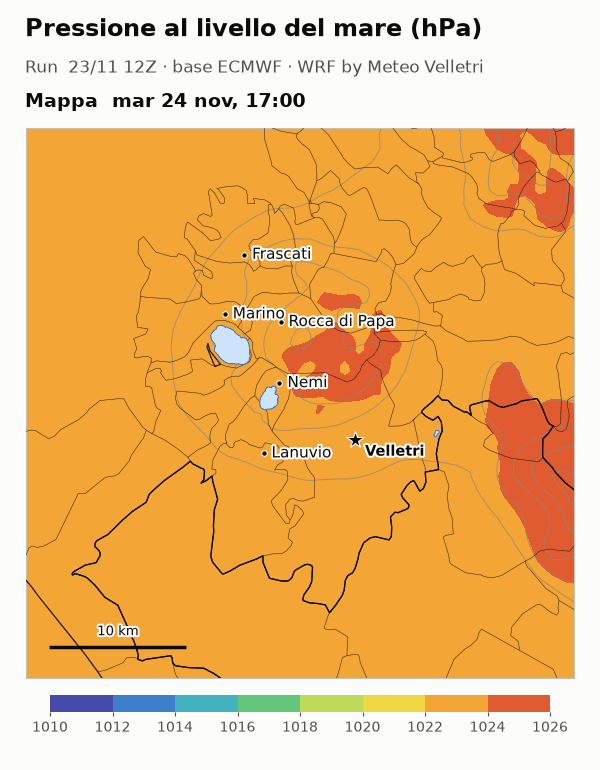 Pressione al livello del mare (hPa)
Run  23/11 12Z · base ECMWF · WRF by Meteo Velletri
Mappa  mar 24 nov, 17:00
Frascati
Marino
Rocca di Papa
Nemi
Velletri
Lanuvio
10 km
1010 1012 1014 1016 1018 1020 1022 1024 1026